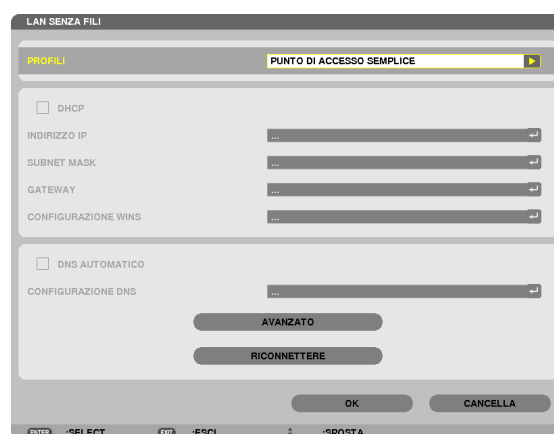 LAN SENZA FILI
PROFILI PUNTO DI ACCESSO SEMPLICE
DHCP
INDIRIZZO IP ...
SUBNET MASK ...
GATEWAY ...
CONFIGURAZIONE WINS ...
DNS AUTOMATICO
CONFIGURAZIONE DNS ...
AVANZATO
RICONNETTERE
OK CANCELLA
ENTER :SELECT EXIT :ESCI :SPOSTA